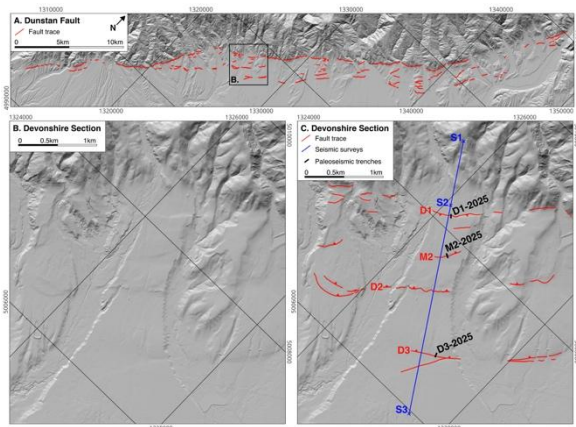 1310000
1320000
1330000
1340000
A. Dunstan Fault
Fault trace
0 5km 10km
N
B.
4990000
1320000
1330000
1340000
1350000
1324000
1326000
1324000
1326000
B. Devonshire Section
0 0.5km 1km
5006000
5008000
C. Devonshire Section
Fault trace
Seismic surveys
Paleoseismic trenches
0 0.5km 1km
5010000
S1
S2
D1
D1-2025
M2-2025
M2
D2
D3
D3-2025
S3
5006000
5008000